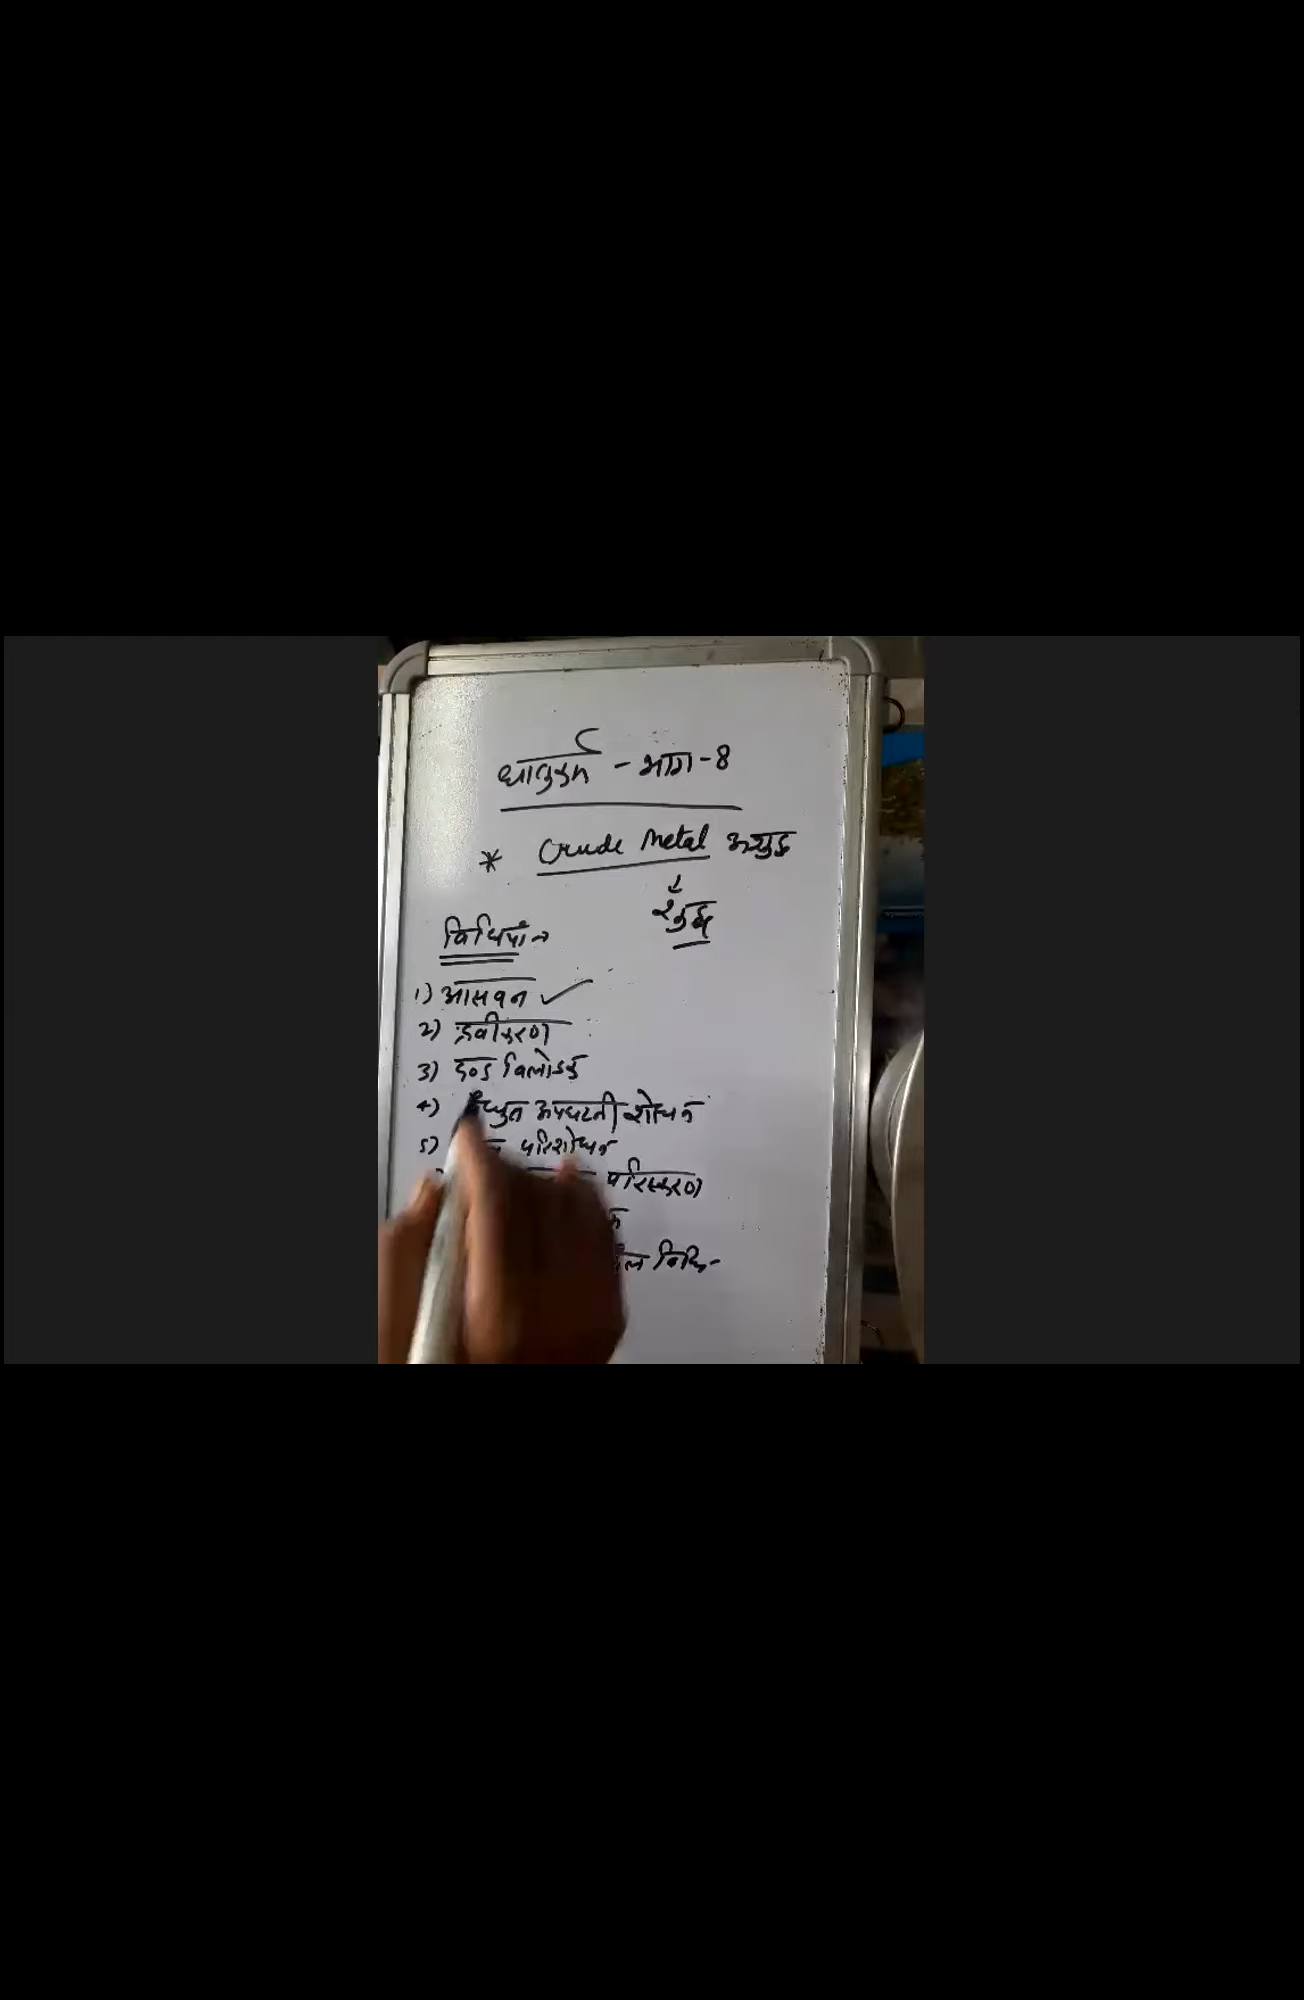 धातुकर्म - भाग - 8
* Crude Metal अशुद्ध
↓
शुद्ध
विधियाँ →
1) आसवन ✓
2) द्रवीकरण
3) दण्ड विलोडन
4) विद्युत अपघटनी शोधन
5) परिशोधन
परिष्करण
विधि -